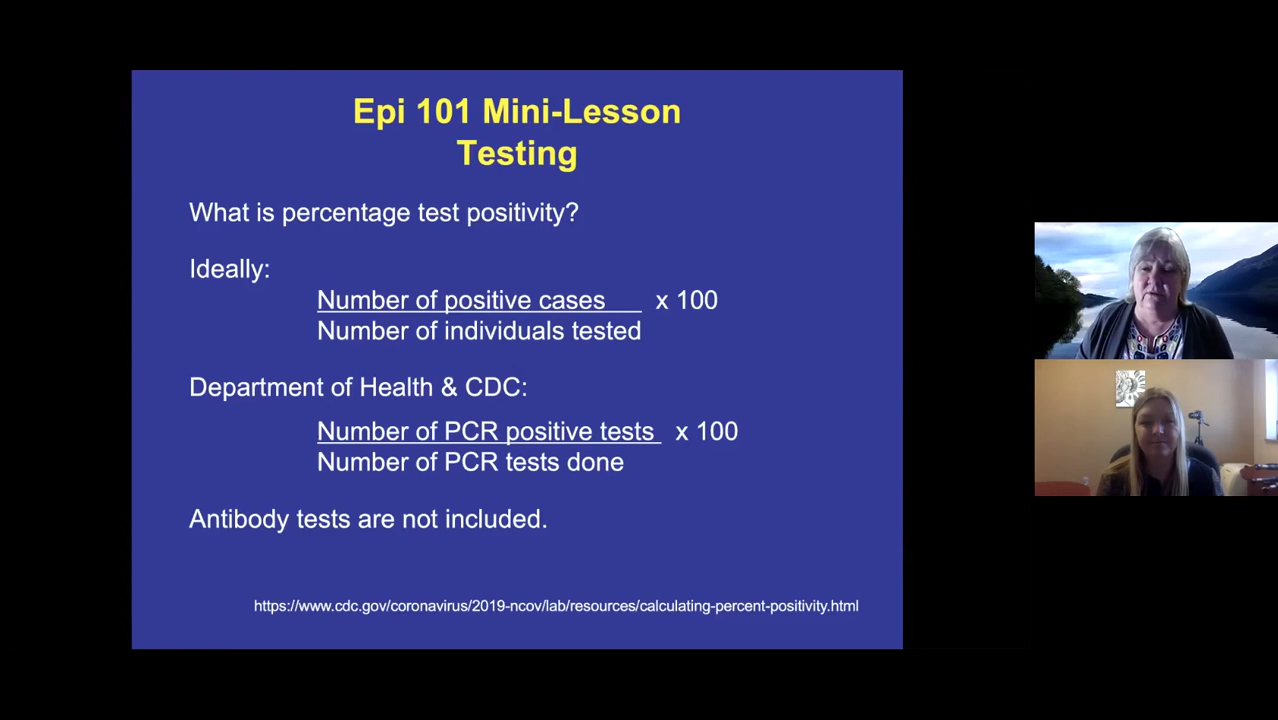 Epi 101 Mini-Lesson
Testing
What is percentage test positivity?
Ideally:
Number of positive cases x 100
Number of individuals tested
Department of Health & CDC:
Number of PCR positive tests x 100
Number of PCR tests done
Antibody tests are not included.
https://www.cdc.gov/coronavirus/2019-ncov/lab/resources/calculating-percent-positivity.html